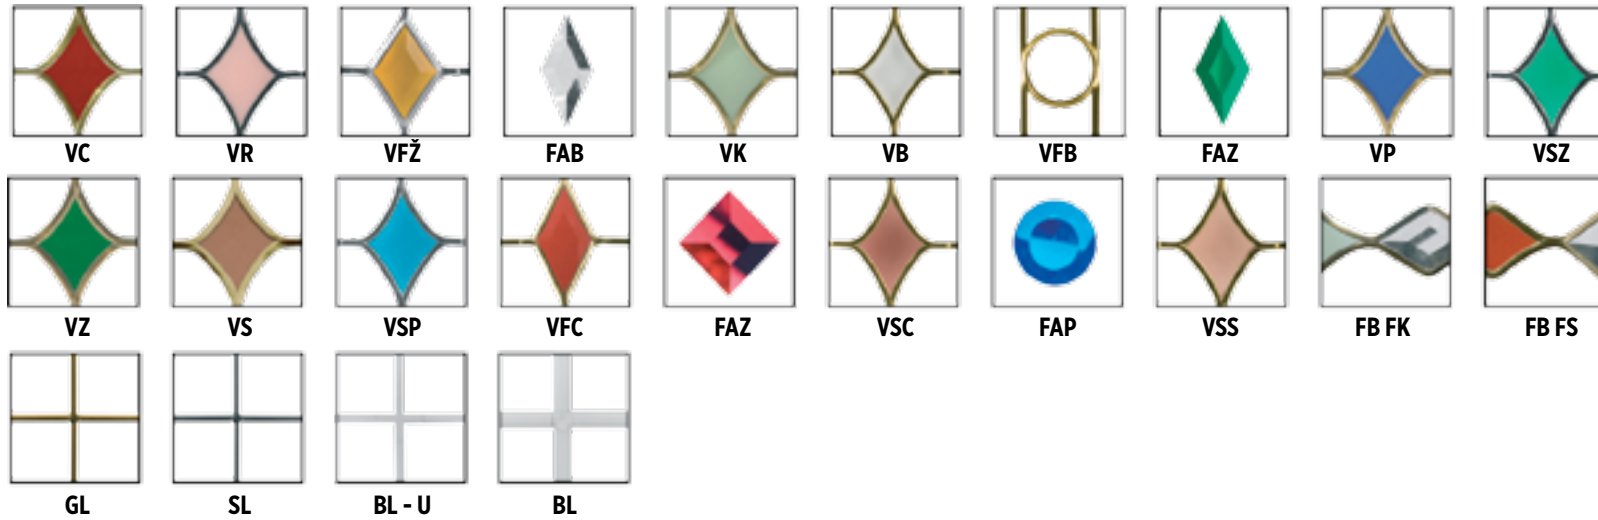 VC VR VFŽ FAB VK VB VFB FAZ VP VSZ
VZ VS VSP VFC FAZ VSC FAP VSS FB FK FB FS
GL SL BL - U BL